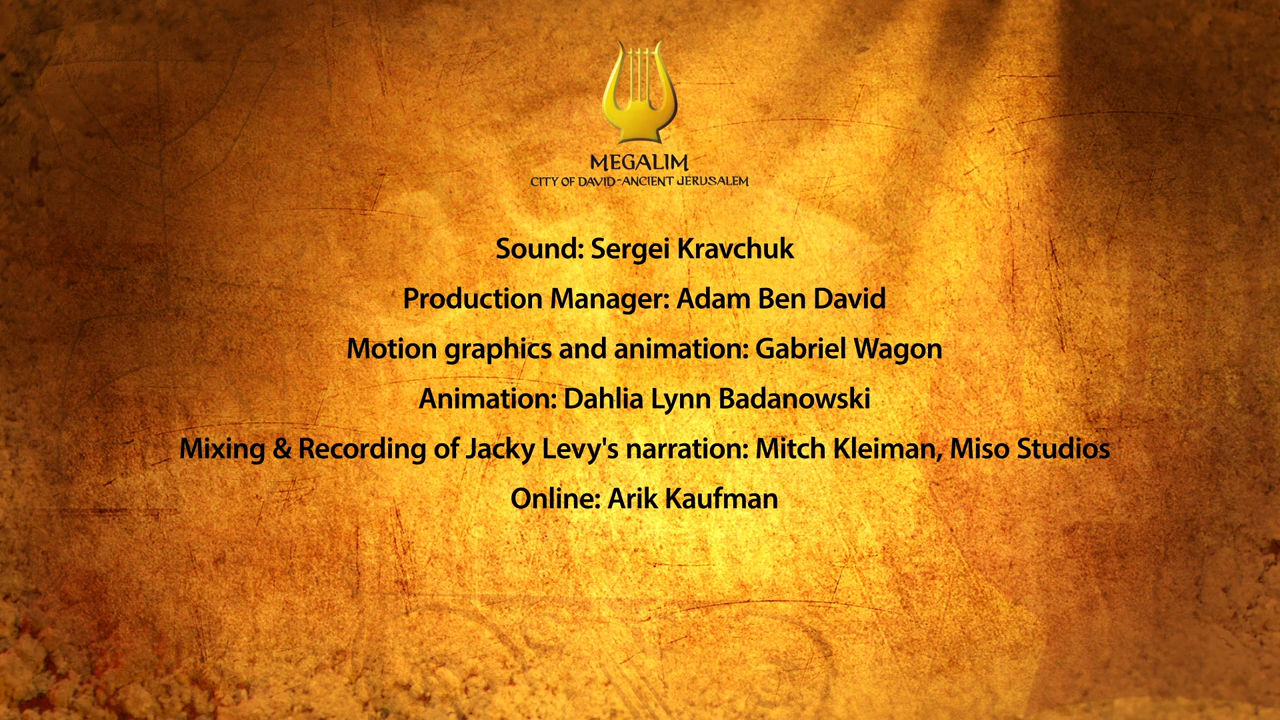 MEGALIM
CITY OF DAVID-ANCIENT JERUSALEM
Sound: Sergei Kravchuk
Production Manager: Adam Ben David
Motion graphics and animation: Gabriel Wagon
Animation: Dahlia Lynn Badanowski
Mixing & Recording of Jacky Levy's narration: Mitch Kleiman, Miso Studios
Online: Arik Kaufman